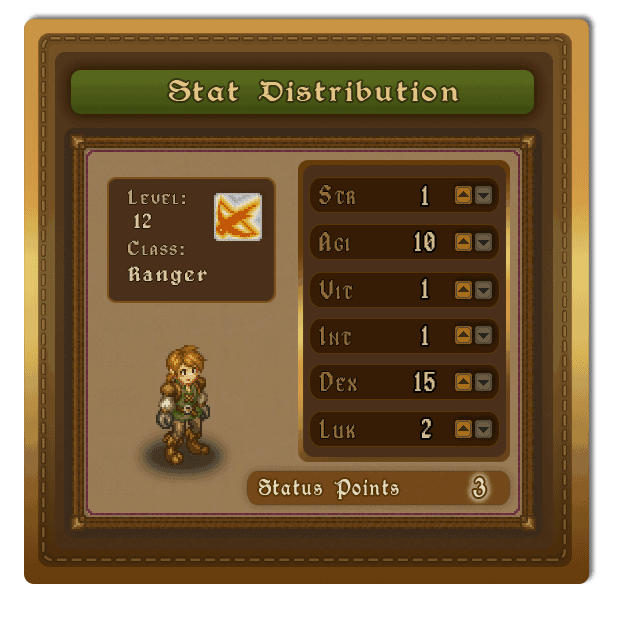 Stat Distribution
Level:
12
Class:
Ranger
Str 1
Agi 10
Vit 1
Int 1
Dex 15
Luk 2
Status Points 3